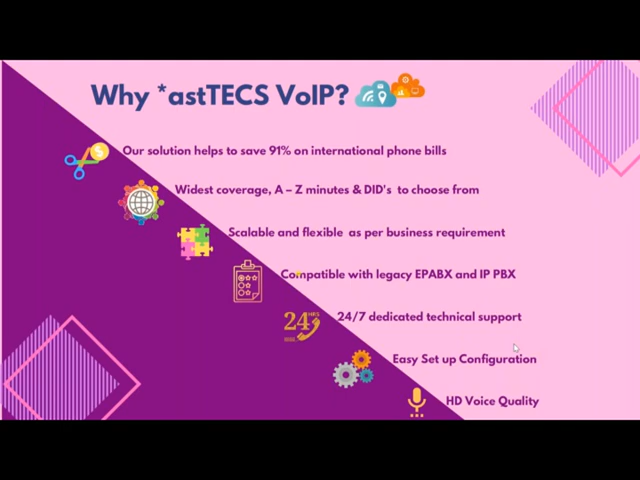 Why *astTECS VoIP?
Our solution helps to save 91% on international phone bills
Widest coverage, A – Z minutes & DID's to choose from
Scalable and flexible as per business requirement
Compatible with legacy EPABX and IP PBX
24 HRS
24/7 dedicated technical support
Easy Set up Configuration
HD Voice Quality